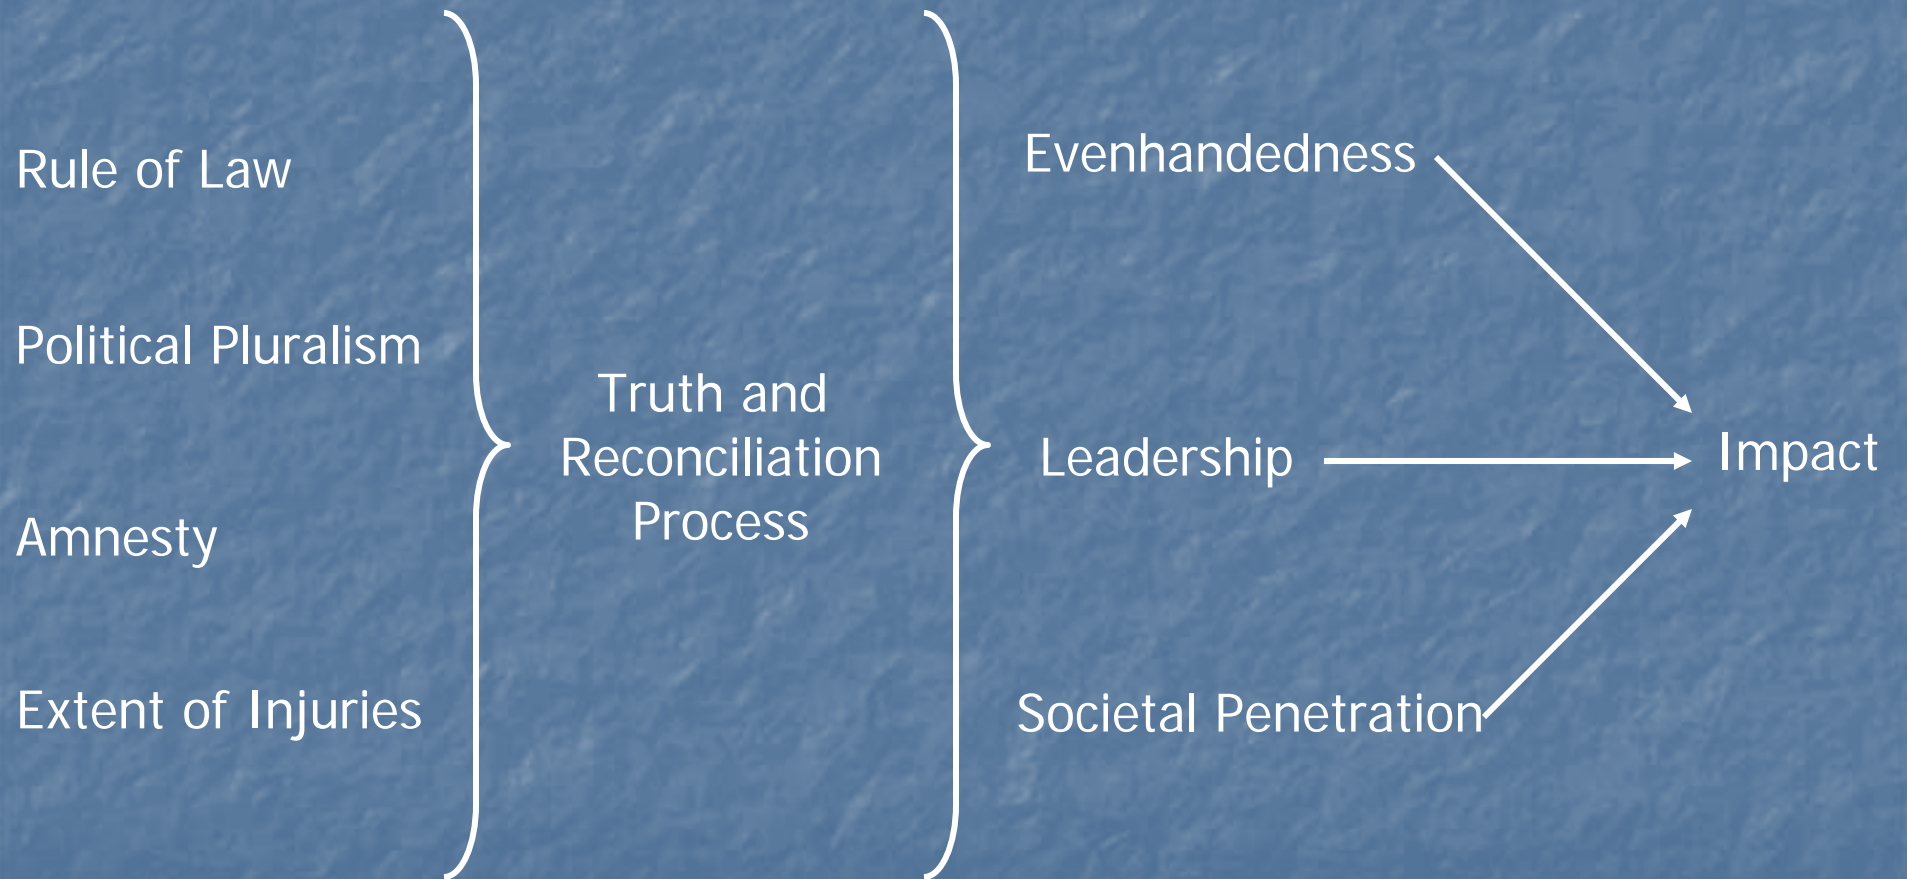 Rule of Law
Political Pluralism
Amnesty
Extent of Injuries
Truth and
Reconciliation
Process
Evenhandedness
Leadership
Societal Penetration
Impact